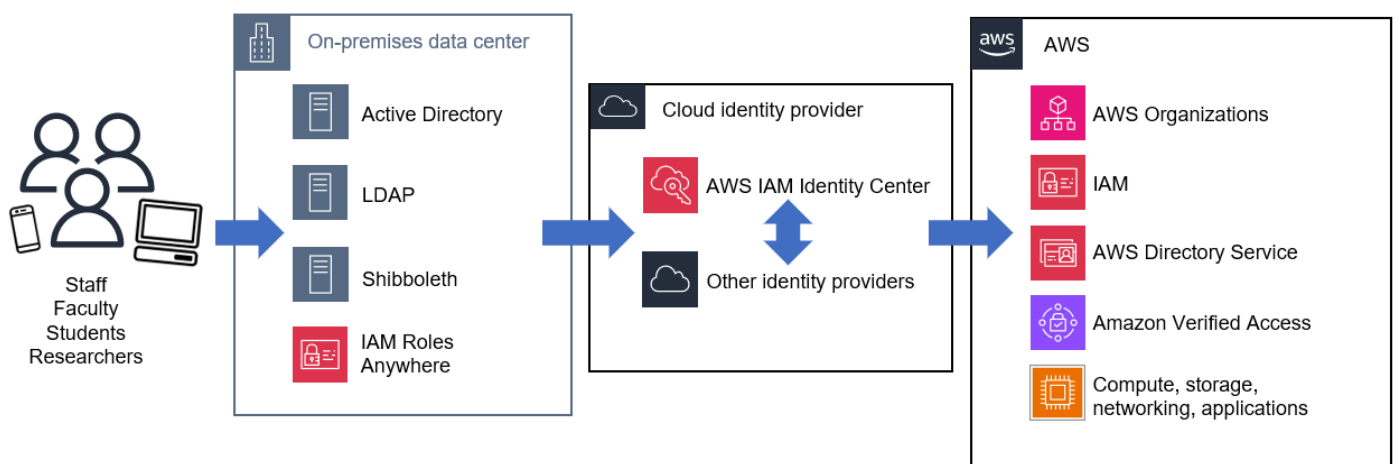 On-premises data center
Active Directory
LDAP
Shibboleth
IAM Roles
Anywhere
Staff
Faculty
Students
Researchers
Cloud identity provider
AWS IAM Identity Center
Other identity providers
aws
AWS
AWS Organizations
IAM
AWS Directory Service
Amazon Verified Access
Compute, storage,
networking, applications